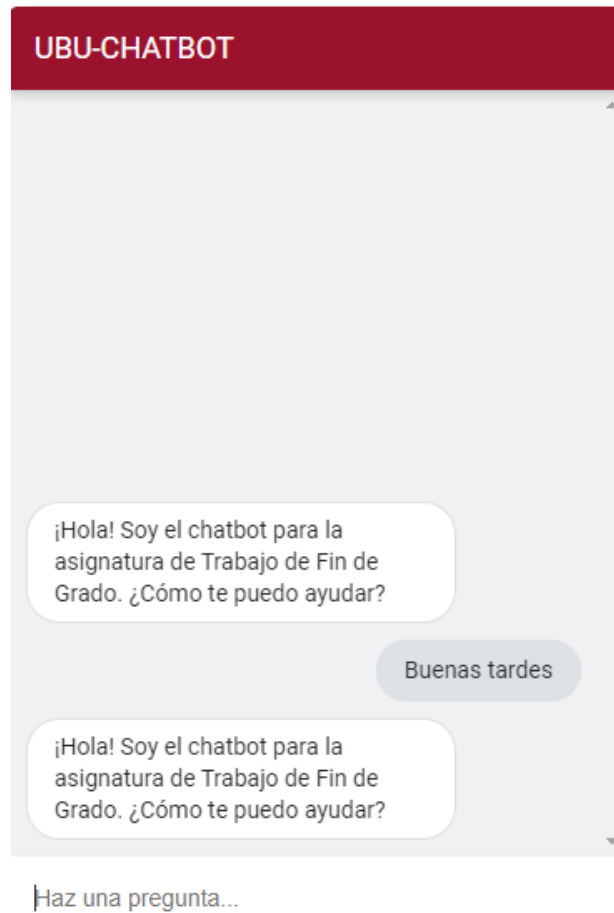 UBU-CHATBOT
¡Hola! Soy el chatbot para la
asignatura de Trabajo de Fin de
Grado. ¿Cómo te puedo ayudar?
Buenas tardes
¡Hola! Soy el chatbot para la
asignatura de Trabajo de Fin de
Grado. ¿Cómo te puedo ayudar?
Haz una pregunta...